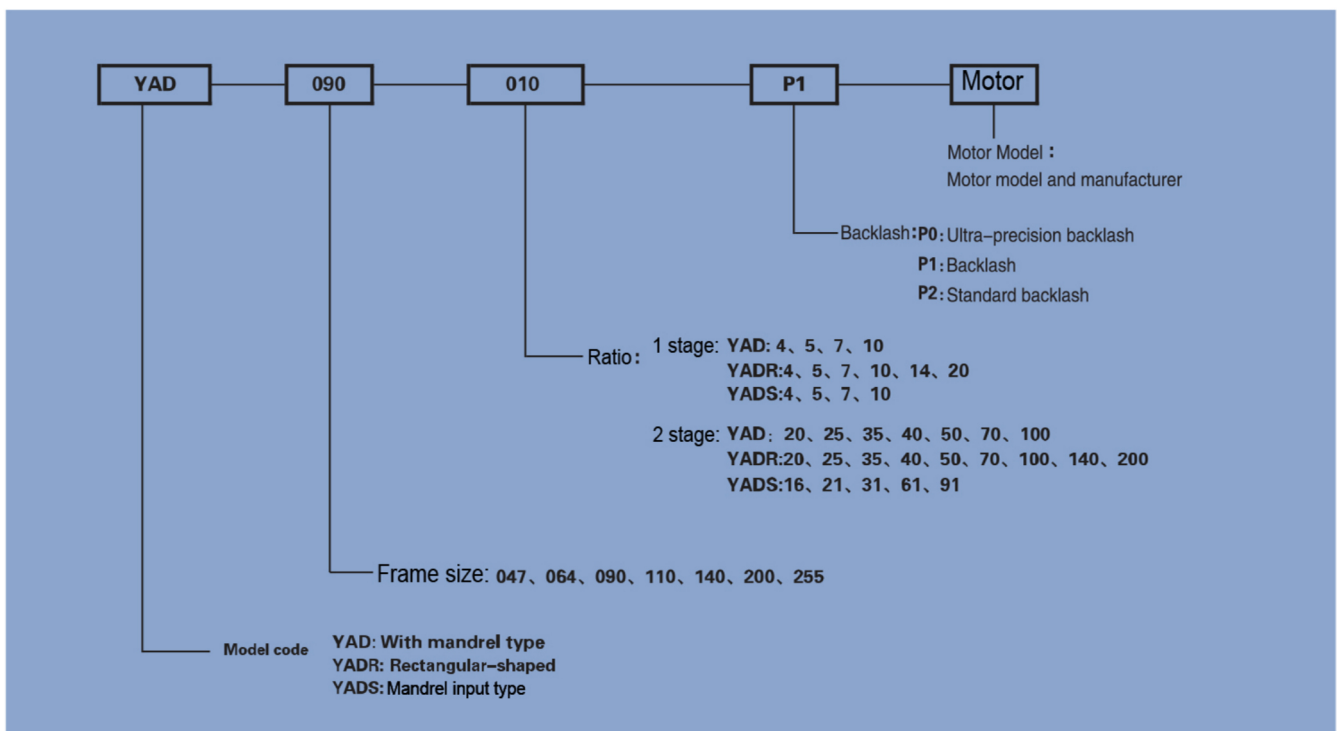 YAD 090 010 P1 Motor
Motor Model：
Motor model and manufacturer
Backlash：P0：Ultra–precision backlash
P1：Backlash
P2：Standard backlash
Ratio： 1 stage: YAD: 4、5、7、10
YADR:4、5、7、10、14、20
YADS:4、5、7、10
2 stage: YAD：20、25、35、40、50、70、100
YADR:20、25、35、40、50、70、100、140、200
YADS:16、21、31、61、91
Frame size: 047、064、090、110、140、200、255
Model code YAD: With mandrel type
YADR: Rectangular–shaped
YADS: Mandrel input type